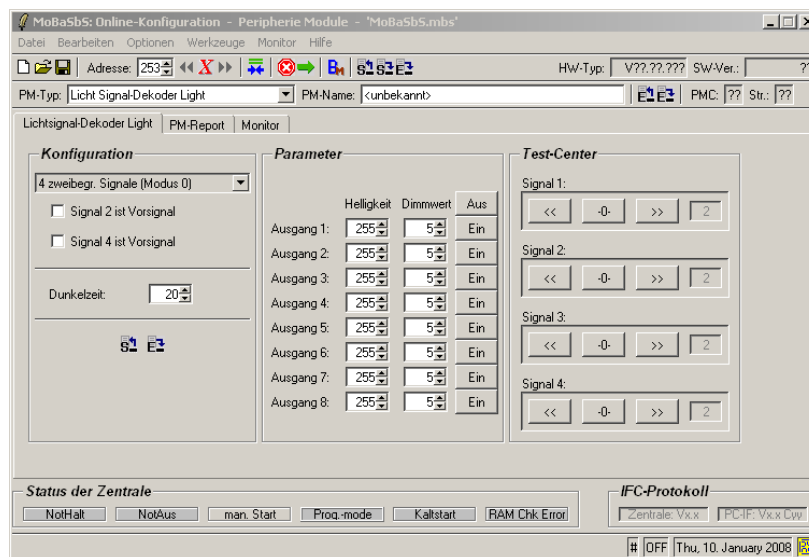 MoBaSbS: Online-Konfiguration - Peripherie Module - 'MoBaSbS.mbs'
Datei Bearbeiten Optionen Werkzeuge Monitor Hilfe
Adresse: 253 X HW-Typ: V??.??.??? SW-Ver.: ??
PM-Typ: Licht Signal-Dekoder Light PM-Name: <unbekannt> PMC: ?? Str.: ??
Lichtsignal-Dekoder Light PM-Report Monitor
Konfiguration
4 zweibegr. Signale (Modus 0)
Signal 2 ist Vorsignal
Signal 4 ist Vorsignal
Dunkelzeit: 20
Parameter
Helligkeit Dimmwert Aus
Ausgang 1: 255 5 Ein
Ausgang 2: 255 5 Ein
Ausgang 3: 255 5 Ein
Ausgang 4: 255 5 Ein
Ausgang 5: 255 5 Ein
Ausgang 6: 255 5 Ein
Ausgang 7: 255 5 Ein
Ausgang 8: 255 5 Ein
Test-Center
Signal 1:
<< -0- >> 2
Signal 2:
<< -0- >> 2
Signal 3:
<< -0- >> 2
Signal 4:
<< -0- >> 2
Status der Zentrale
NotHalt NotAus man. Start Prog.-mode Kaltstart RAM Chk Error
IFC-Protokoll
Zentrale: Vx.x PC-IF: Vx.x Cyy
# OFF Thu, 10. January 2008